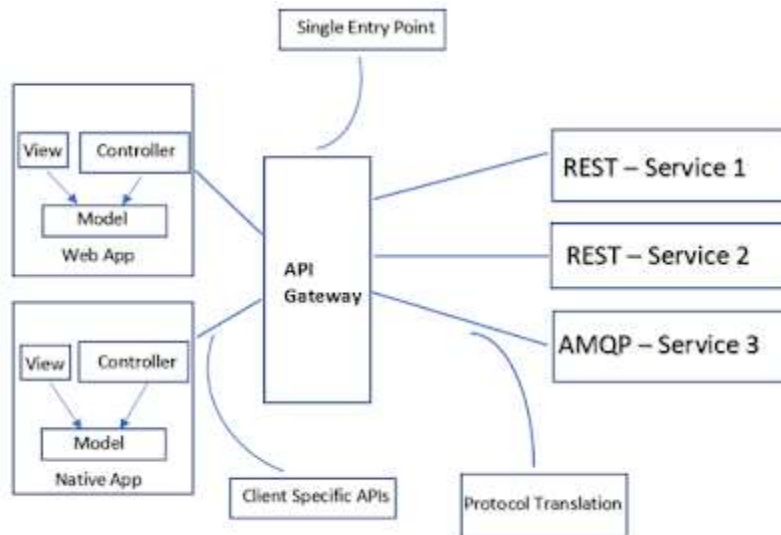 Single Entry Point
View
Controller
Model
Web App
API
Gateway
REST – Service 1
REST – Service 2
AMQP – Service 3
View
Controller
Model
Native App
Client Specific APIs
Protocol Translation